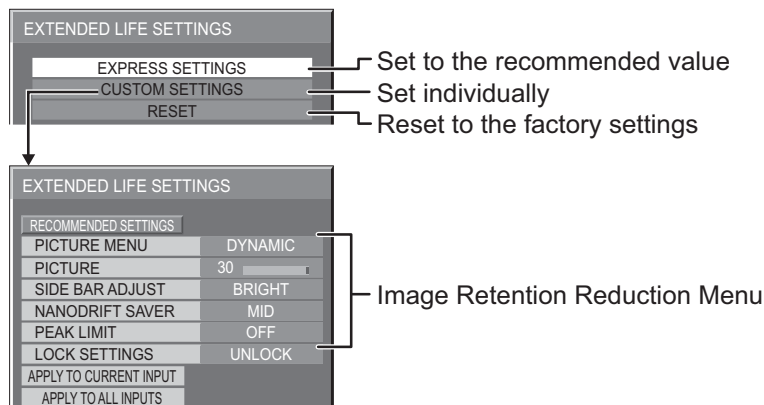 EXTENDED LIFE SETTINGS
EXPRESS SETTINGS
Set to the recommended value
CUSTOM SETTINGS
Set individually
RESET
Reset to the factory settings
EXTENDED LIFE SETTINGS
RECOMMENDED SETTINGS
PICTURE MENU DYNAMIC
PICTURE 30
SIDE BAR ADJUST BRIGHT
NANODRIFT SAVER MID
PEAK LIMIT OFF
LOCK SETTINGS UNLOCK
Image Retention Reduction Menu
APPLY TO CURRENT INPUT
APPLY TO ALL INPUTS